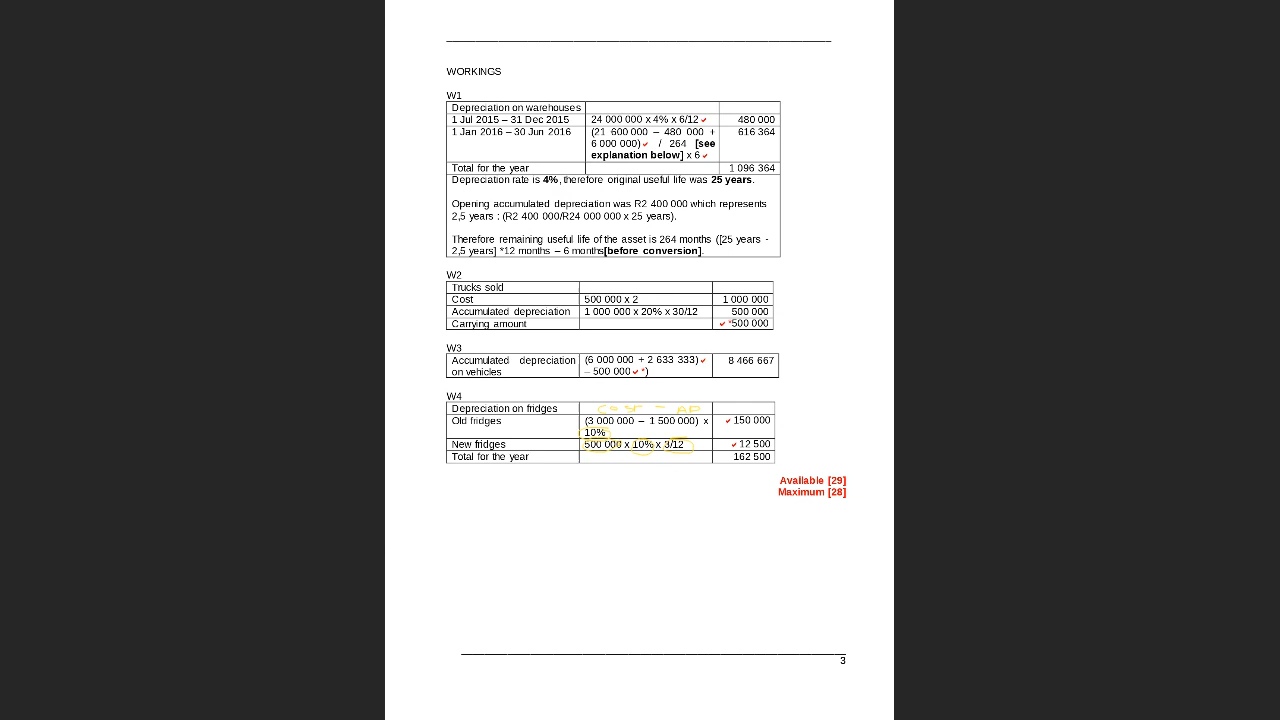 WORKINGS
W1
Depreciation on warehouses
1 Jul 2015 – 31 Dec 2015 24 000 000 x 4% x 6/12 ✓ 480 000
1 Jan 2016 – 30 Jun 2016 (21 600 000 – 480 000 + 616 364
6 000 000) ✓ / 264 [see
explanation below] x 6 ✓
Total for the year 1 096 364
Depreciation rate is 4%, therefore original useful life was 25 years.
Opening accumulated depreciation was R2 400 000 which represents
2,5 years : (R2 400 000/R24 000 000 x 25 years).
Therefore remaining useful life of the asset is 264 months ([25 years -
2,5 years] *12 months – 6 months[before conversion].
W2
Trucks sold
Cost 500 000 x 2 1 000 000
Accumulated depreciation 1 000 000 x 20% x 30/12 500 000
Carrying amount ✓ *500 000
W3
Accumulated depreciation (6 000 000 + 2 633 333) ✓ 8 466 667
on vehicles – 500 000 ✓ *)
W4
Depreciation on fridges Cost – AD
Old fridges (3 000 000 – 1 500 000) x ✓ 150 000
10%
New fridges 500 000 x 10% x 3/12 ✓ 12 500
Total for the year 162 500
Available [29]
Maximum [28]
3